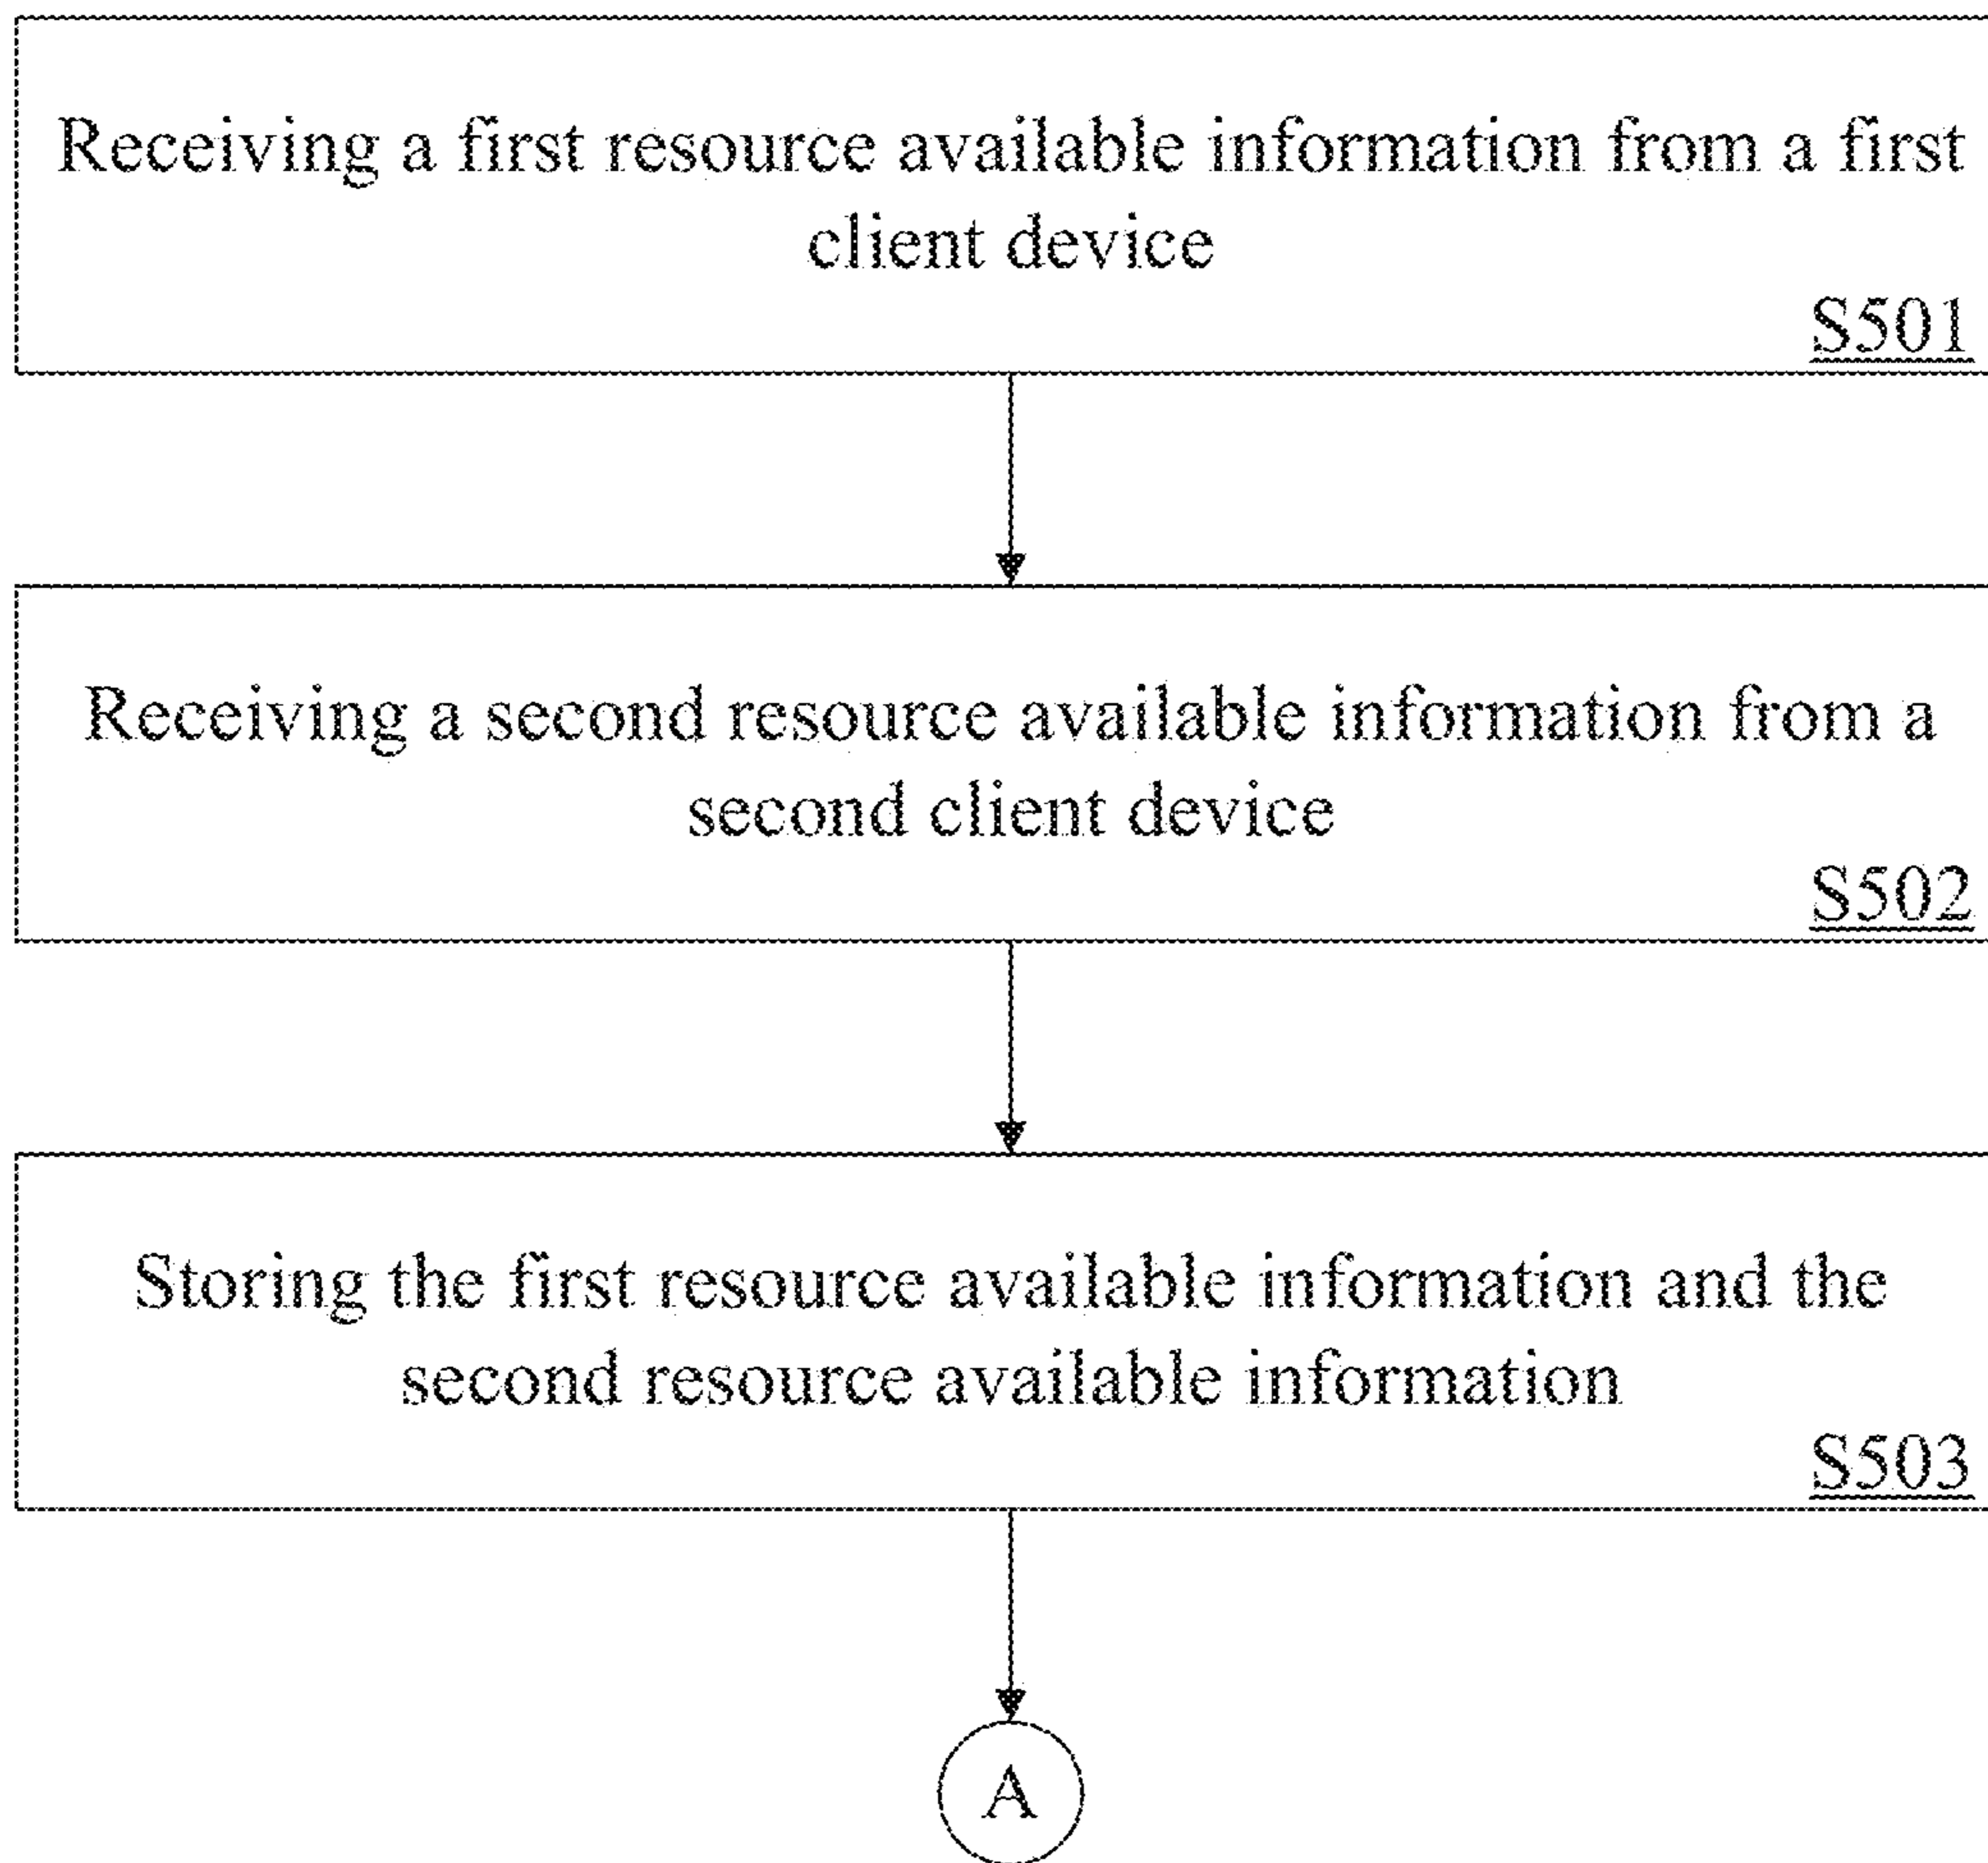 Receiving a first resource available information from a first
client device
S501
Receiving a second resource available information from a
second client device
S502
Storing the first resource available information and the
second resource available information
S503
A